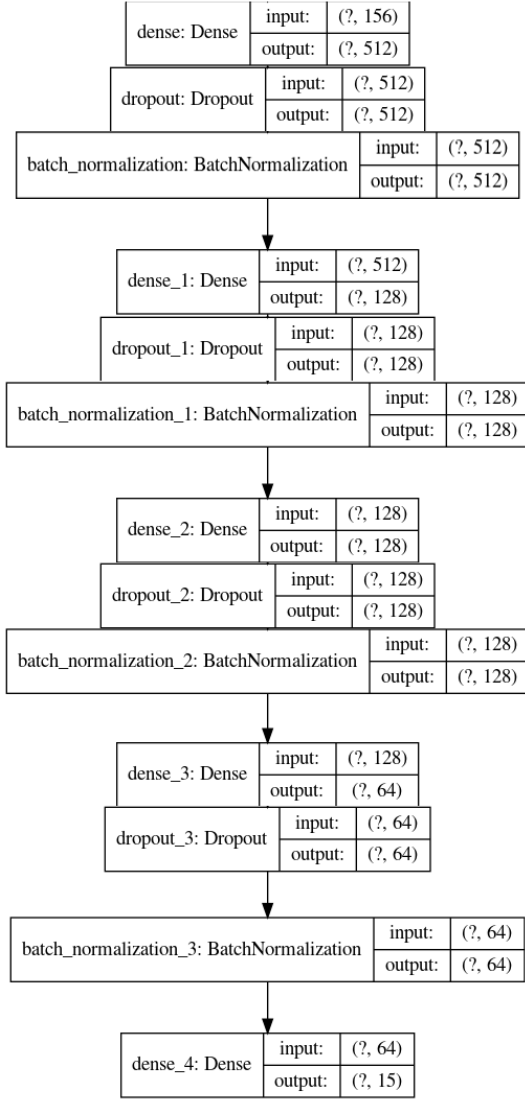 dense: Dense input: (?, 156)
output: (?, 512)
dropout: Dropout input: (?, 512)
output: (?, 512)
batch_normalization: BatchNormalization input: (?, 512)
output: (?, 512)
dense_1: Dense input: (?, 512)
output: (?, 128)
dropout_1: Dropout input: (?, 128)
output: (?, 128)
batch_normalization_1: BatchNormalization input: (?, 128)
output: (?, 128)
dense_2: Dense input: (?, 128)
output: (?, 128)
dropout_2: Dropout input: (?, 128)
output: (?, 128)
batch_normalization_2: BatchNormalization input: (?, 128)
output: (?, 128)
dense_3: Dense input: (?, 128)
output: (?, 64)
dropout_3: Dropout input: (?, 64)
output: (?, 64)
batch_normalization_3: BatchNormalization input: (?, 64)
output: (?, 64)
dense_4: Dense input: (?, 64)
output: (?, 15)